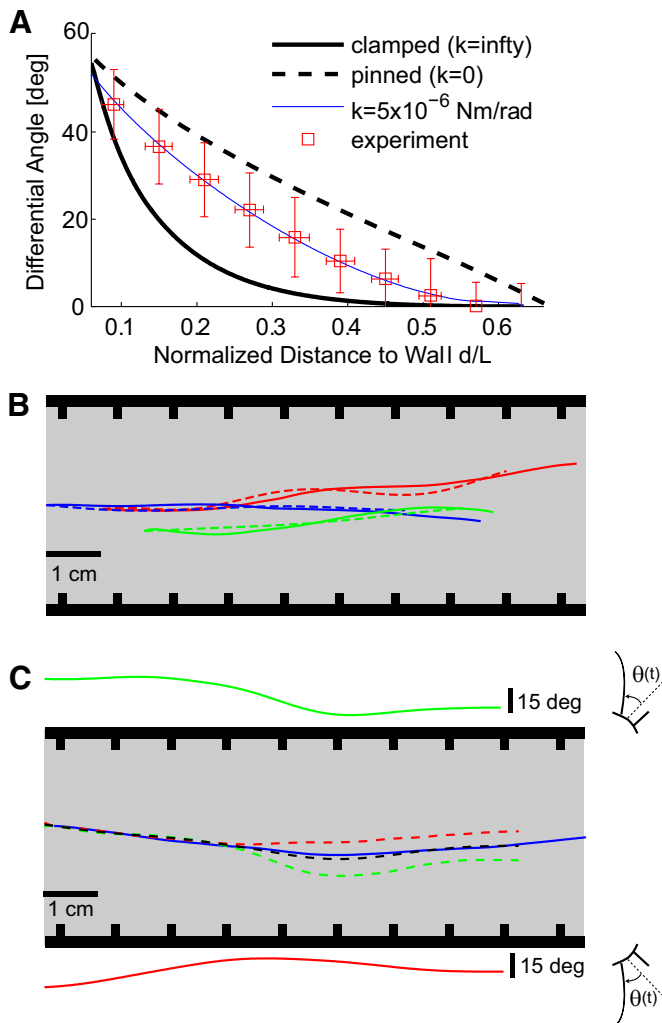 A
60
40
20
0
Differential Angle [deg]
clamped (k=infty)
pinned (k=0)
k=5x10⁻⁶ Nm/rad
experiment
0.1 0.2 0.3 0.4 0.5 0.6
Normalized Distance to Wall d/L
B
1 cm
C
15 deg
θ(t)
1 cm
15 deg
θ(t)